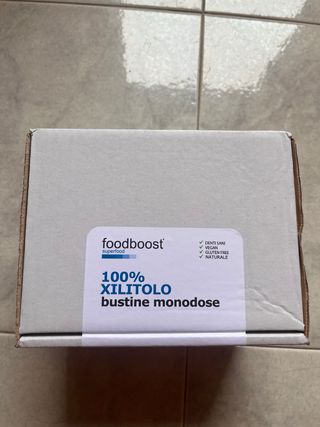 foodboost
superfood
✓ DENTI SANI
✓ VEGAN
✓ GLUTEN FREE
✓ NATURALE
100%
XILITOLO
bustine monodose